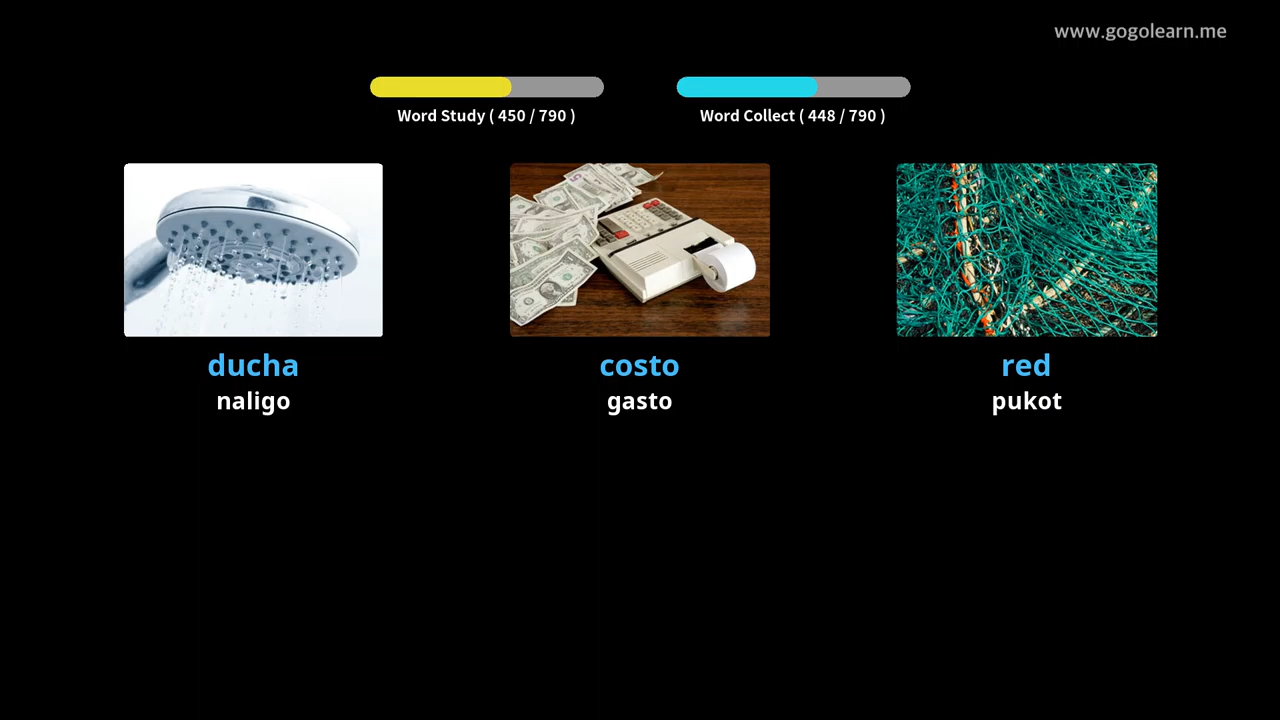 www.gogolearn.me
Word Study ( 450 / 790 )
Word Collect ( 448 / 790 )
ducha
naligo
costo
gasto
red
pukot